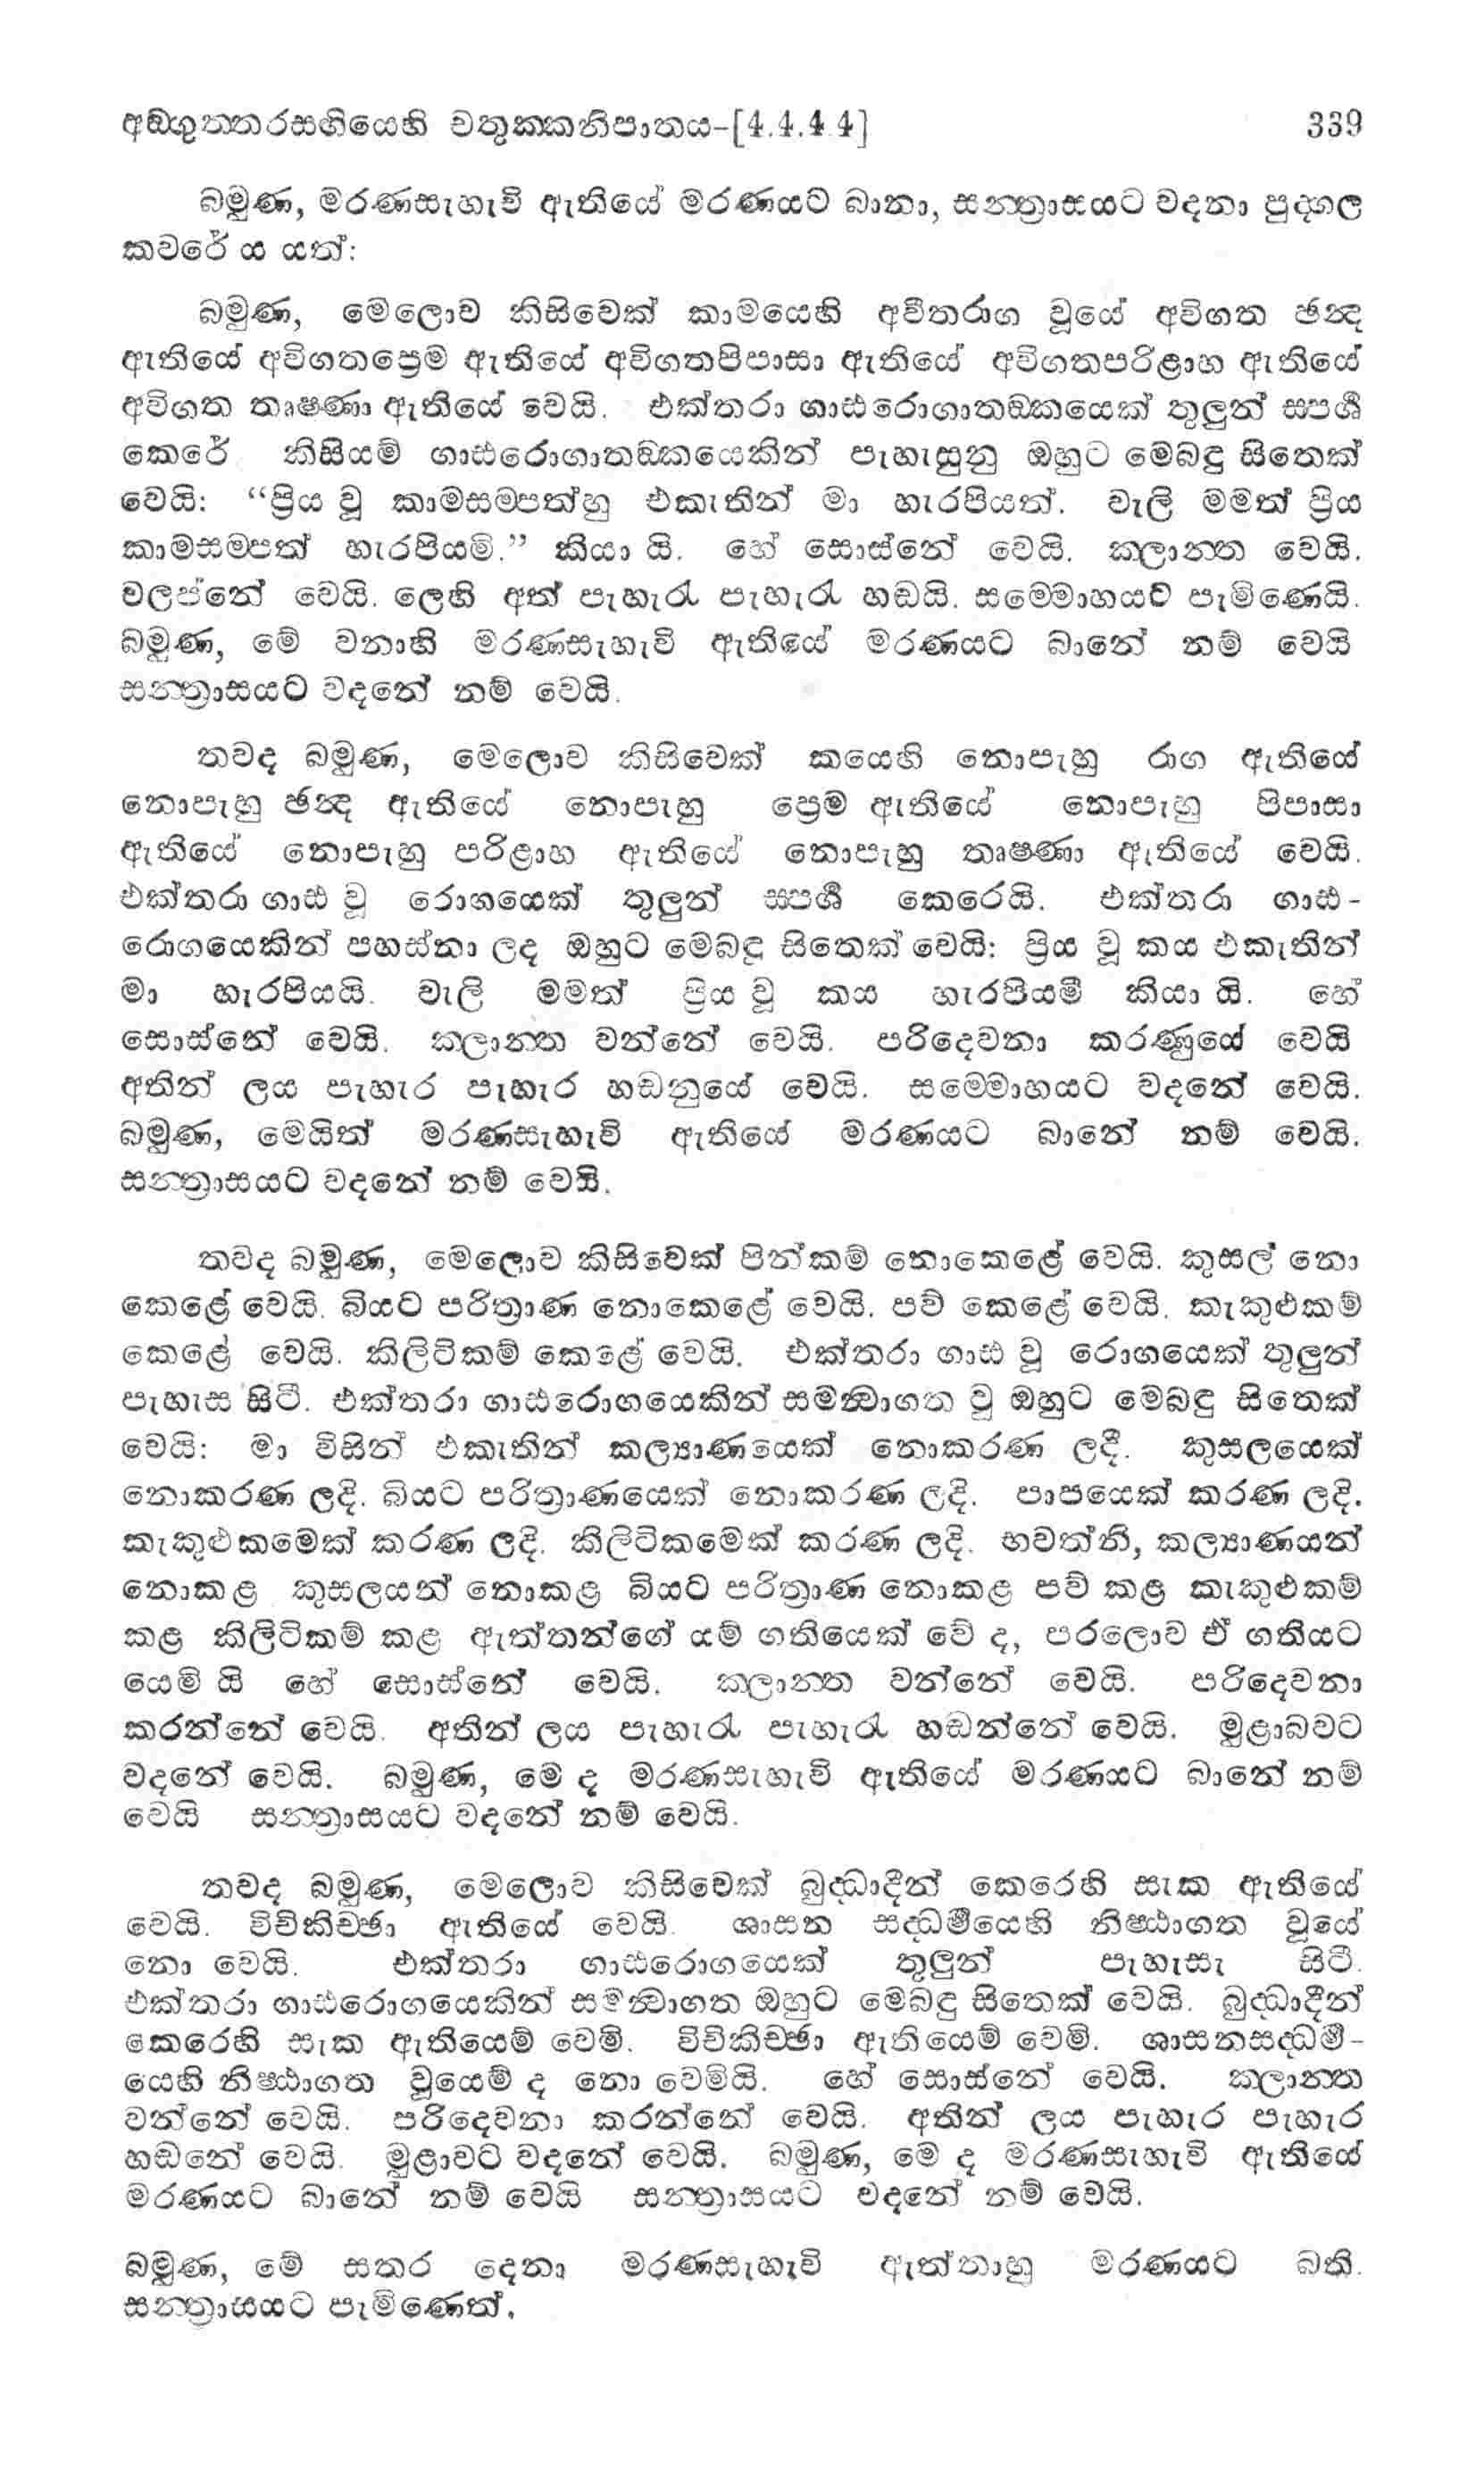 අඞ්ගුත්තරසඟියෙහි චතුක්කනිපාතය-[4.4.4.4] 339
බමුණ, මරණසැහැවි ඇතියේ මරණයට බානා, සන්ත්‍රාසයට වදනා පුද්ගල
කවරේ ය යත්:
බමුණ, මෙලොව කිසිවෙක් කාමයෙහි අවීතරාග වූයේ අවිගත ඡන්‍ද
ඇතියේ අවිගතප්‍රෙම ඇතියේ අවිගතපිපාසා ඇතියේ අවිගතපරිළාහ ඇතියේ
අවිගත තෘෂ්ණා ඇතියේ වෙයි. එක්තරා ගාඪරොගාතඞ්කයෙක් තුලූන් ස්පර්‍ශ
කෙරේ කිසියම් ගාඪරොගාතඞ්කයෙකින් පැහැසුනු ඔහුට මෙබඳු සිතෙක්
වෙයි: “ප්‍රිය වූ කාමසම්පත්හු එකැතින් මා හැරපියත්. වැලි මමත් ප්‍රිය
කාමසම්පත් හැරපියමි.” කියා යි. හේ සොස්නේ වෙයි. ක්ලාන්ත වෙයි.
වලප්නේ වෙයි. ලෙහි අත් පැහැරැ පැහැරැ හඬයි. සම්මොහයට පැමිණෙයි.
බමුණ, මේ වනාහි මරණසැහැවි ඇතියේ මරණයට බානේ නම් වෙයි
සන්ත්‍රාසයට වදනේ නම් වෙයි.
තවද බමුණ, මෙලොව කිසිවෙක් කයෙහි නොපැහූ රාග ඇතියේ
නොපැහූ ඡන්‍ද ඇතියේ නොපැහූ ප්‍රෙම ඇතියේ නොපැහූ පිපාසා
ඇතියේ නොපැහූ පරිළාහ ඇතියේ නොපැහූ තෘෂ්ණා ඇතියේ වෙයි.
එක්තරා ගාඪ වූ රොගයෙක් තුලූන් ස්පර්‍ශ කෙරෙයි. එක්තරා ගාඪ-
රොගයෙකින් පහස්නා ලද ඔහුට මෙබඳු සිතෙක් වෙයි: ප්‍රිය වූ කය එකැතින්
මා හැරපියයි. වැලි මමත් ප්‍රිය වූ කය හැරපියමි කියා යි. හේ
සොස්නේ වෙයි. ක්ලාන්ත වන්නේ වෙයි. පරිදෙවනා කරණුයේ වෙයි
අතින් ලය පැහැර පැහැර හඬනුයේ වෙයි. සම්මොහයට වදනේ වෙයි.
බමුණ, මෙයිත් මරණසැහැවි ඇතියේ මරණයට බානේ නම් වෙයි.
සන්ත්‍රාසයට වදනේ නම් වෙයි.
තවද බමුණ, මෙලොව කිසිවෙක් පින්කම් නොකෙළේ වෙයි. කුසල් නො
කෙළේ වෙයි. බියට පරිත්‍රාණ නොකෙළේ වෙයි. පව් කෙළේ වෙයි. කැකුළුකම්
කෙළේ වෙයි. කිලිටිකම් කෙළේ වෙයි. එක්තරා ගාඪ වූ රොගයෙක් තුලූන්
පැහැස සිටී. එක්තරා ගාඪරොගයෙකින් සමන්‍වාගත වූ ඔහුට මෙබඳු සිතෙක්
වෙයි: මා විසින් එකැතින් කල්‍යාණයෙක් නොකරණ ලදී. කුසලයෙක්
නොකරණ ලදි. බියට පරිත්‍රාණයෙක් නොකරණ ලදි. පාපයෙක් කරණ ලදි.
කැකුළුකමෙක් කරණ ලදි. කිලිටිකමෙක් කරණ ලදි. භවත්නි, කල්‍යාණයන්
නොකළ කුසලයන් නොකළ බියට පරිත්‍රාණ නොකළ පව් කළ කැකුළුකම්
කළ කිලිටිකම් කළ ඇත්තන්ගේ යම් ගතියෙක් වේ ද, පරලොව ඒ ගතියට
යෙමි යි හේ සොස්නේ වෙයි. ක්ලාන්ත වන්නේ වෙයි. පරිදෙවනා
කරන්නේ වෙයි. අතින් ලය පැහැරැ පැහැරැ හඬන්නේ වෙයි. මුළාබවට
වදනේ වෙයි. බමුණ, මෙ ද මරණසැහැවි ඇතියේ මරණයට බානේ නම්
වෙයි සන්ත්‍රාසයට වදනේ නම් වෙයි.
තවද බමුණ, මෙලොව කිසිවෙක් බුද්ධාදීන් කෙරෙහි සැක ඇතියේ
වෙයි. විචිකිච්ඡා ඇතියේ වෙයි. ශාසන සද්ධර්‍මයෙහි නිෂ්ඨාගත වූයේ
නො වෙයි. එක්තරා ගාඪරොගයෙක් තුලූන් පැහැසැ සිටී.
එක්තරා ගාඪරොගයෙකින් සමන්‍වාගත ඔහුට මෙබඳු සිතෙක් වෙයි. බුද්ධාදීන්
කෙරෙහි සැක ඇතියෙම් වෙමි. විචිකිච්ඡා ඇතියෙම් වෙමි. ශාසනසද්ධර්‍ම-
යෙහි නිෂ්ඨාගත වූයෙම් ද නො වෙමියි. හේ සොස්නේ වෙයි. ක්ලාන්ත
වන්නේ වෙයි. පරිදෙවනා කරන්නේ වෙයි. අතින් ලය පැහැර පැහැර
හඬනේ වෙයි. මුළාවට වදනේ වෙයි. බමුණ, මෙ ද මරණසැහැවි ඇතියේ
මරණයට බානේ නම් වෙයි සන්ත්‍රාසයට වදනේ නම් වෙයි.
බමුණ, මේ සතර දෙනා මරණසැහැවි ඇත්තාහු මරණයට බති.
සන්ත්‍රාසයට පැමිණෙත්.